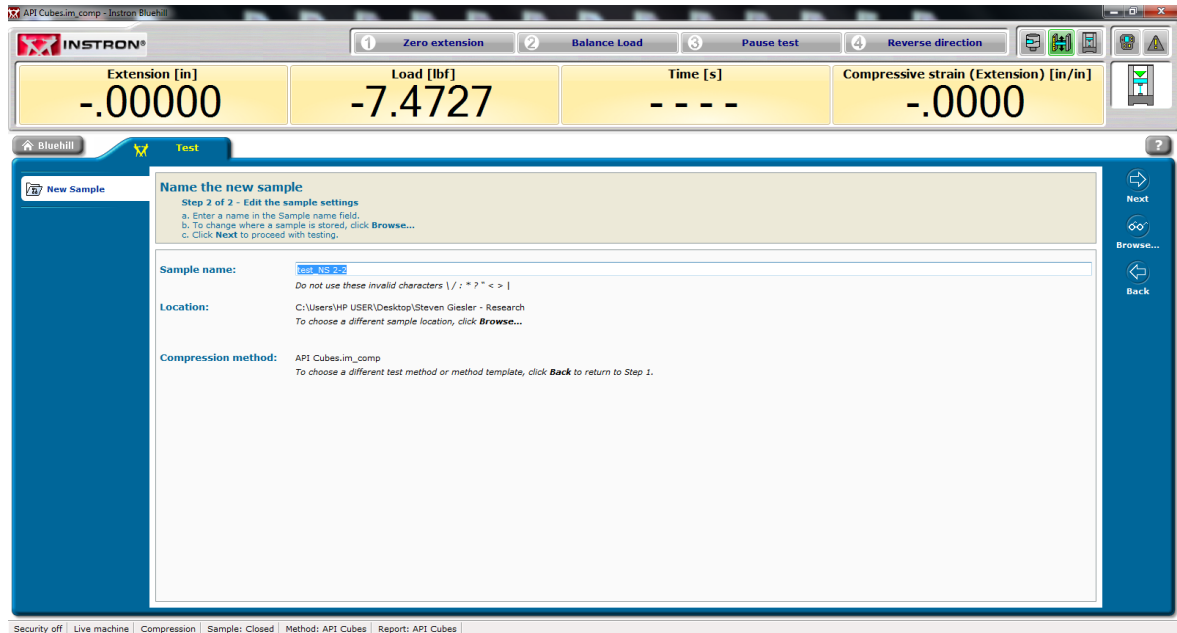 API Cubes.im_comp - Instron Bluehill
INSTRON®
1 Zero extension 2 Balance Load 3 Pause test 4 Reverse direction
Extension [in] Load [lbf] Time [s] Compressive strain (Extension) [in/in]
-.00000 -7.4727 - - - - -.0000
Bluehill Test ?
New Sample
Name the new sample
Step 2 of 2 - Edit the sample settings
a. Enter a name in the Sample name field.
b. To change where a sample is stored, click Browse...
c. Click Next to proceed with testing.
Sample name: test_NS 2-2
Do not use these invalid characters \ / : * ? " < > |
Location: C:\Users\HP USER\Desktop\Steven Giesler - Research
To choose a different sample location, click Browse...
Compression method: API Cubes.im_comp
To choose a different test method or method template, click Back to return to Step 1.
Next
Browse...
Back
Security off Live machine Compression Sample: Closed Method: API Cubes Report: API Cubes